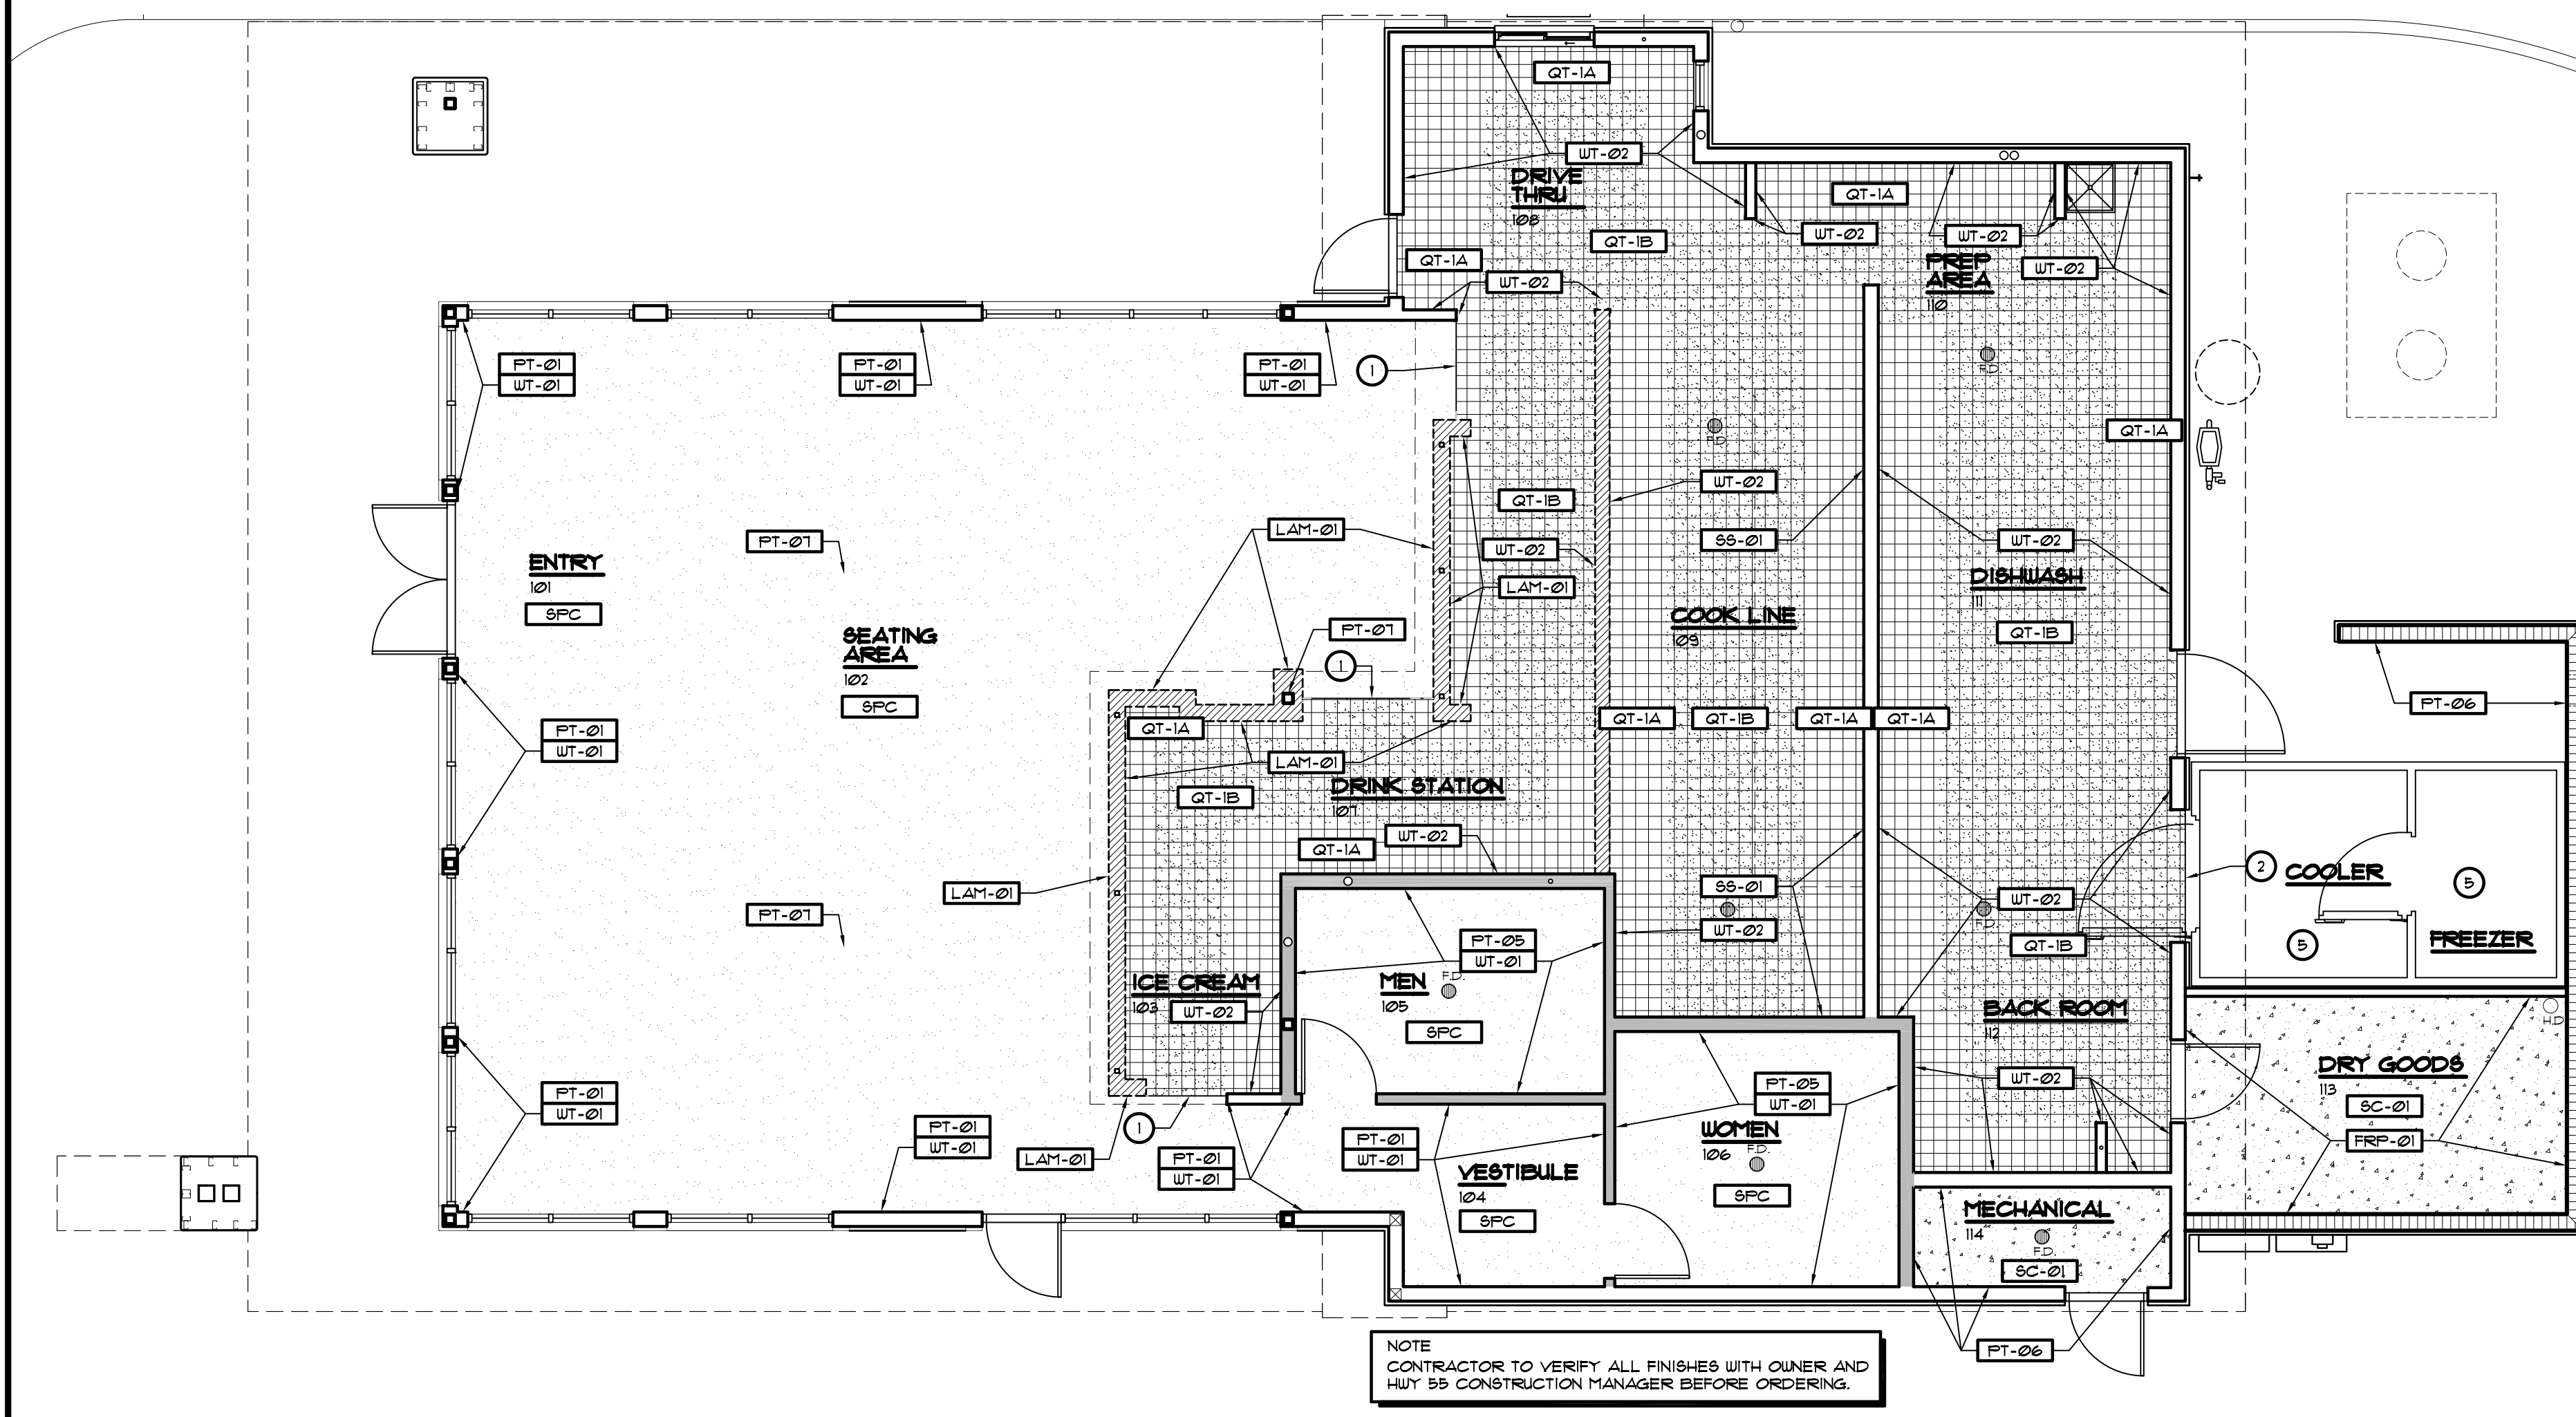 QT-1A
WT-02
DRIVE
THRU
108
QT-1A
WT-02
WT-02
QT-1B
QT-1A
WT-02
PREP
AREA
110
WT-02
PT-01
WT-01
PT-01
WT-01
PT-01
WT-01
1
F.D.
F.D.
QT-1A
WT-02
QT-1B
LAM-01
PT-07
SS-01
WT-02
WT-02
ENTRY
101
SPC
DISHWASH
111
LAM-01
COOK LINE
109
QT-1B
SEATING
AREA
102
SPC
PT-07
1
PT-06
PT-01
WT-01
QT-1A
QT-1A
QT-1B
QT-1A
QT-1A
LAM-01
DRINK STATION
107
QT-1B
WT-02
QT-1A
2
COOLER
5
LAM-01
SS-01
WT-02
F.D.
PT-07
WT-02
QT-1B
5
FREEZER
PT-05
WT-01
MEN
105
F.D.
ICE CREAM
103
WT-02
SPC
BACK ROOM
112
H.D.
DRY GOODS
113
SC-01
FRP-01
WT-02
PT-01
WT-01
PT-05
WT-01
PT-01
WT-01
1
LAM-01
PT-01
WT-01
PT-01
WT-01
WOMEN
106
F.D.
SPC
VESTIBULE
104
SPC
MECHANICAL
114
F.D.
SC-01
PT-06
NOTE
CONTRACTOR TO VERIFY ALL FINISHES WITH OWNER AND
HWY 55 CONSTRUCTION MANAGER BEFORE ORDERING.